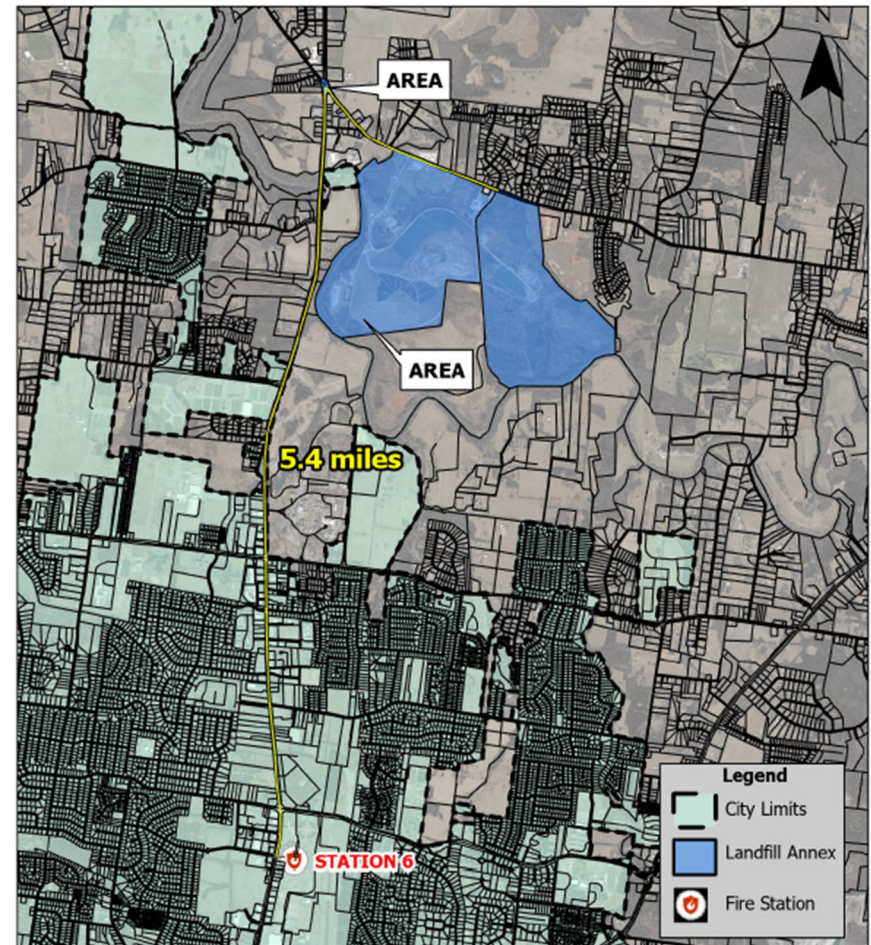 AREA
AREA
5.4 miles
STATION 6
Legend
City Limits
Landfill Annex
Fire Station